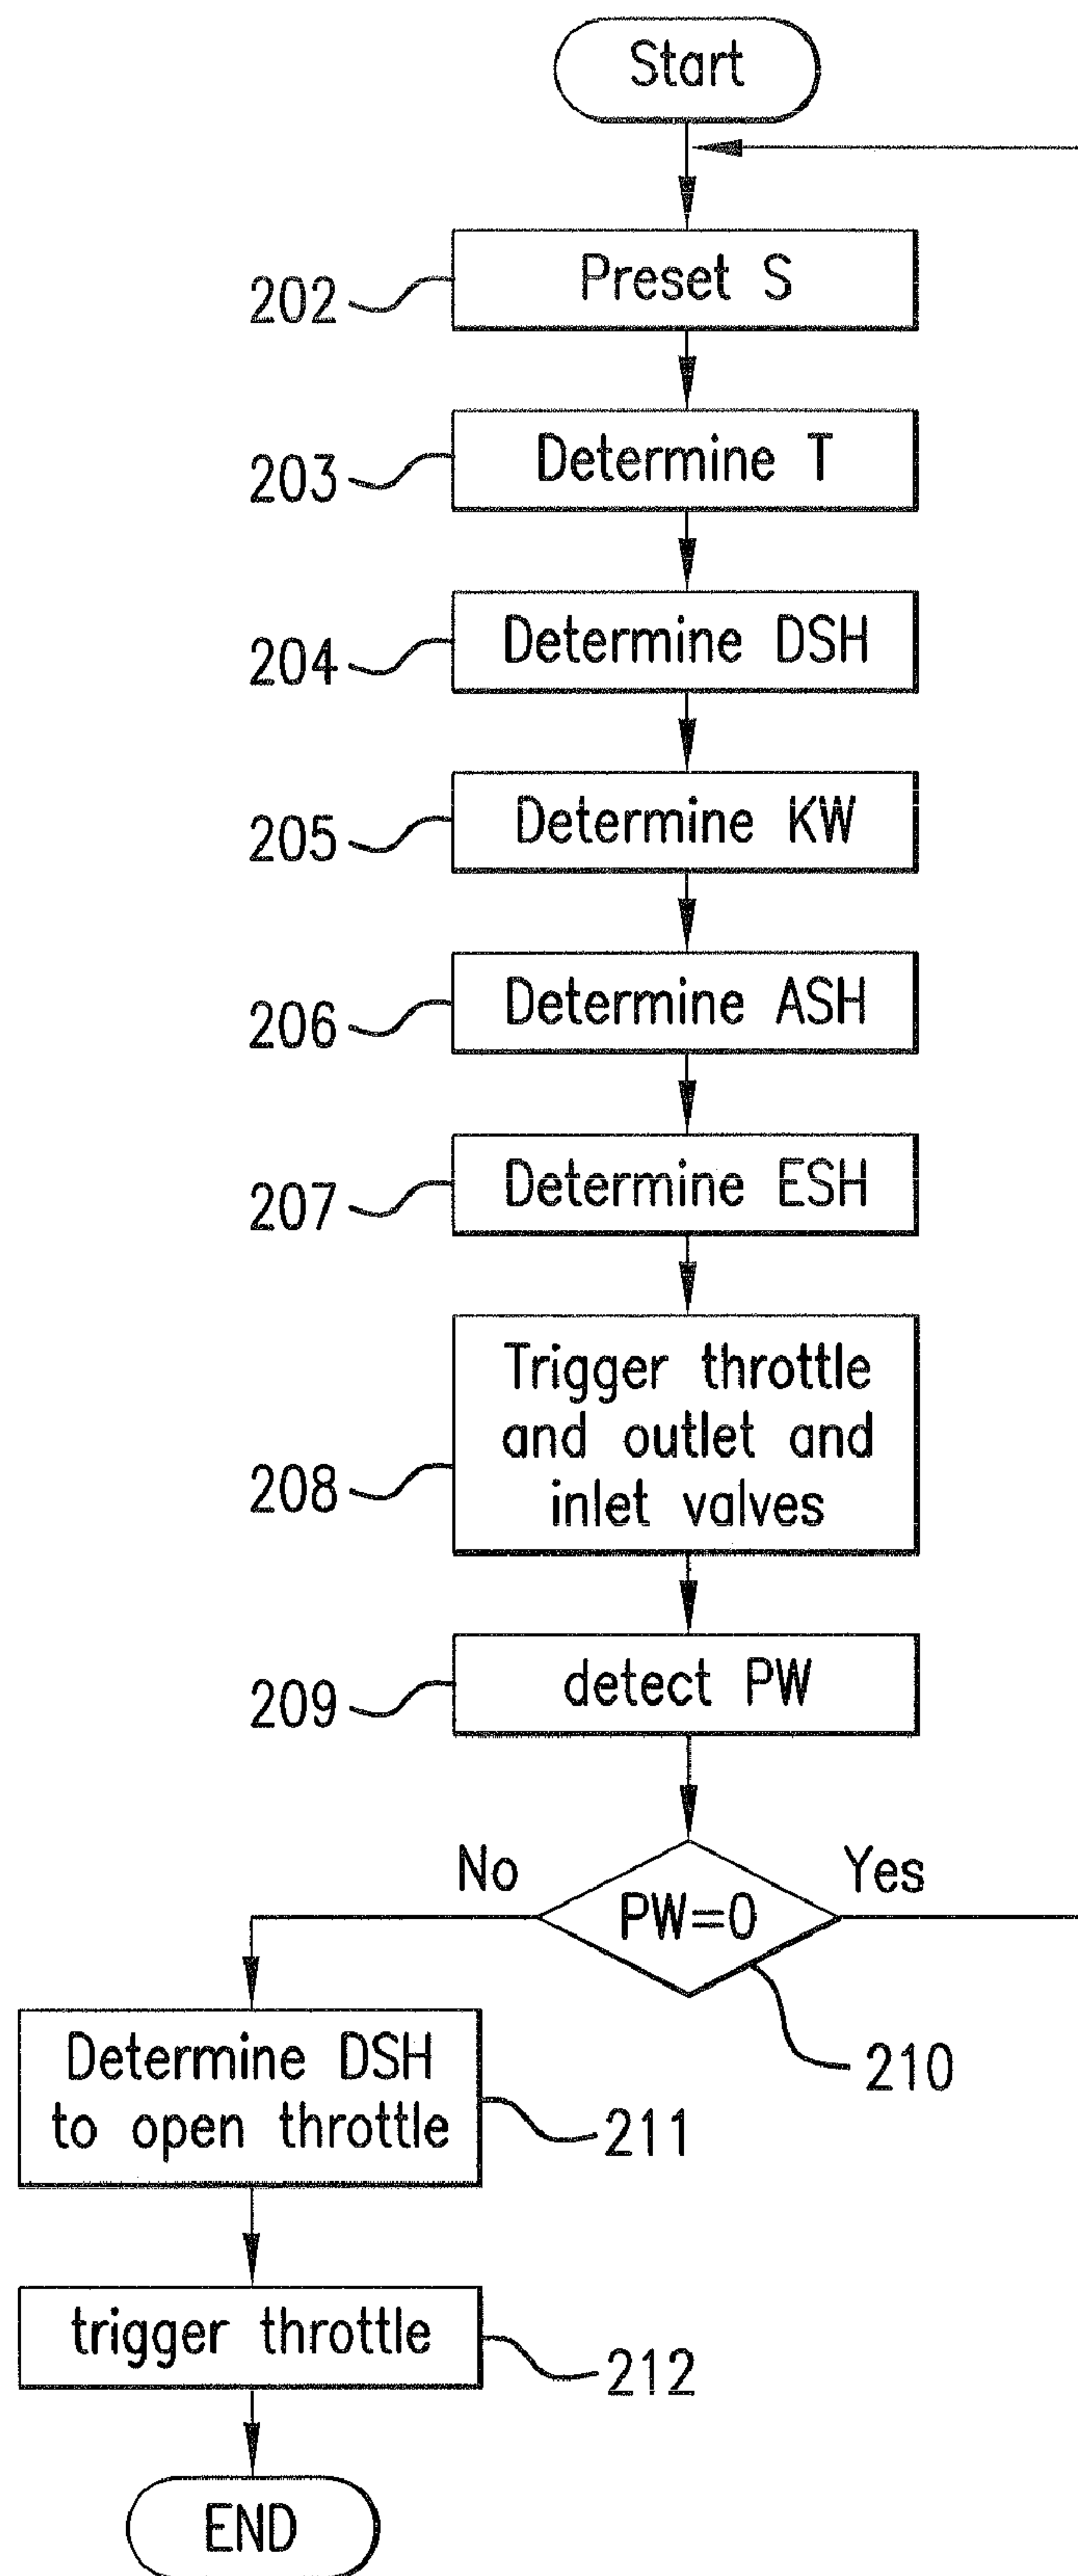 Start
Preset S
202
Determine T
203
Determine DSH
204
Determine KW
205
Determine ASH
206
Determine ESH
207
Trigger throttle
and outlet and
inlet valves
208
detect PW
209
No
Yes
PW=0
210
Determine DSH
to open throttle
211
trigger throttle
212
END